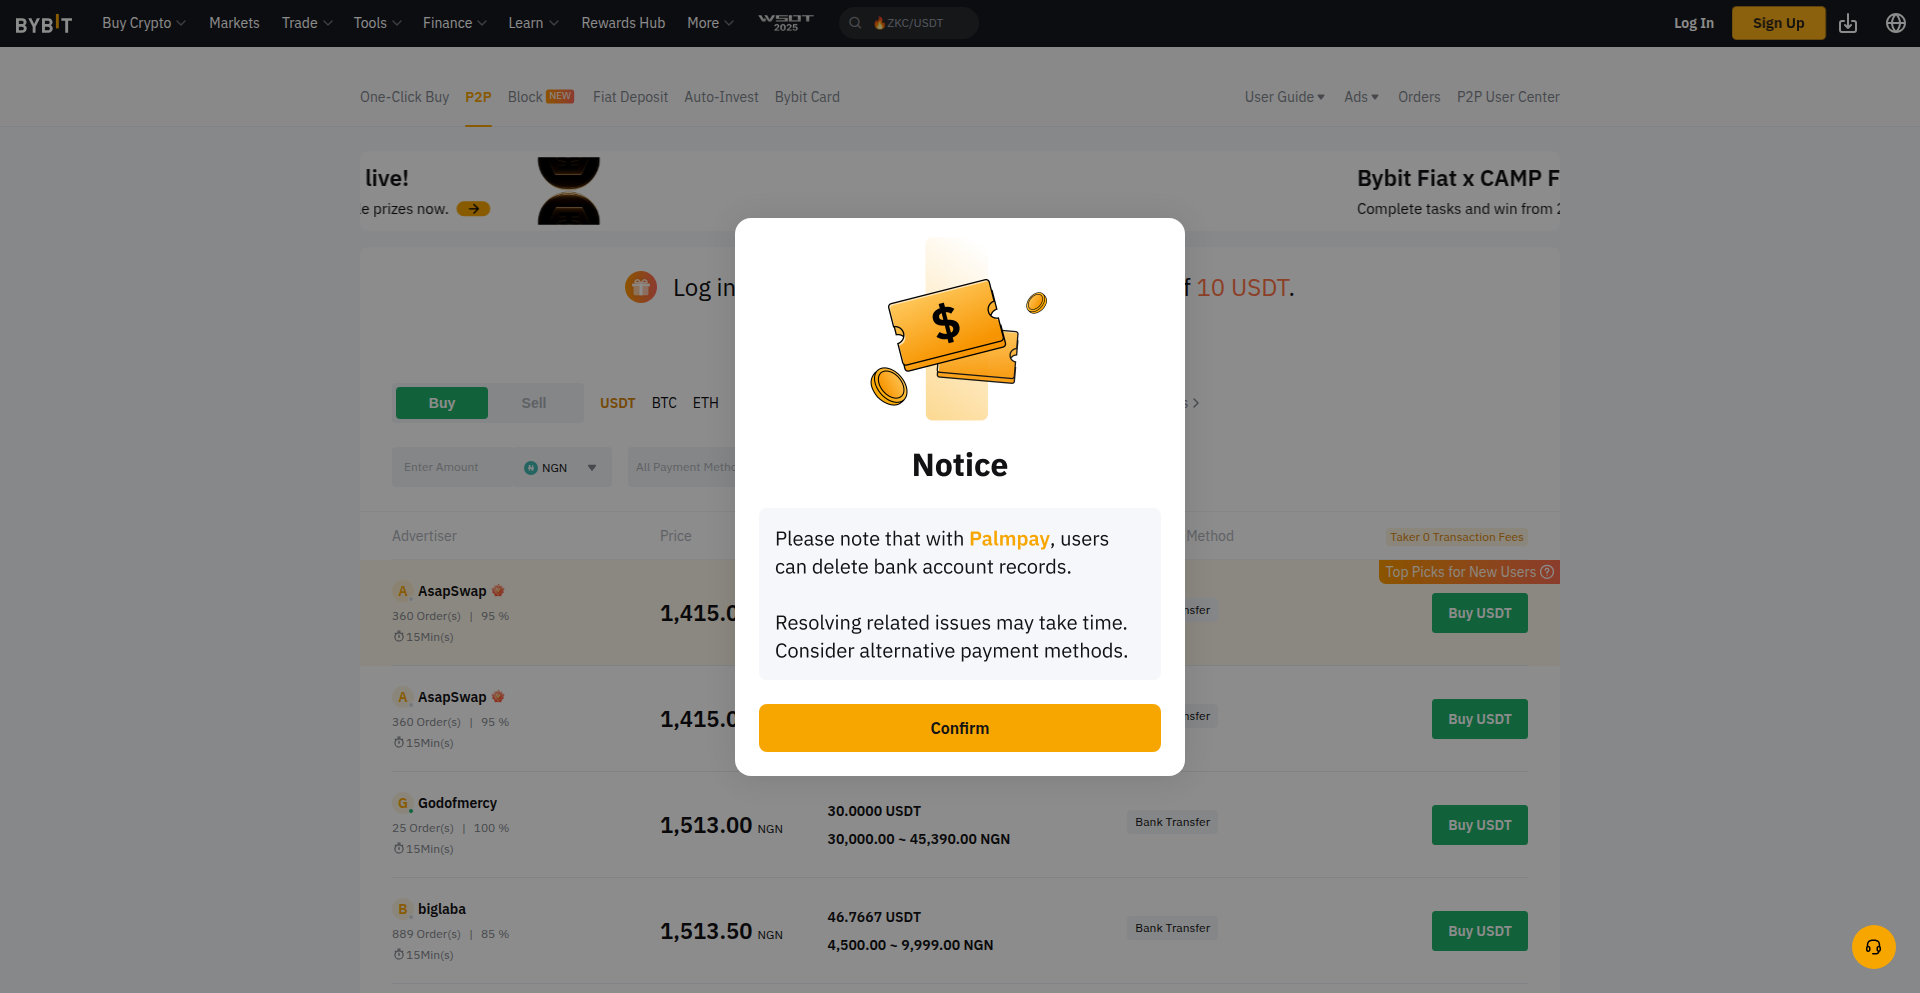 BYBIT
Buy Crypto
Markets
Trade
Tools
Finance
Learn
Rewards Hub
More
WSDT 2025
ZKC/USDT
Log In
Sign Up
One-Click Buy
P2P
Block NEW
Fiat Deposit
Auto-Invest
Bybit Card
User Guide
Ads
Orders
P2P User Center
live!
prizes now.
Bybit Fiat x CAMP F
Complete tasks and win from
Log in
10 USDT.
$
Notice
Please note that with Palmpay, users
can delete bank account records.
Resolving related issues may take time.
Consider alternative payment methods.
Confirm
Buy
Sell
USDT
BTC
ETH
Enter Amount
N NGN
All Payment
Advertiser
Price
Method
Taker 0 Transaction Fees
Top Picks for New Users
A AsapSwap
360 Order(s) | 95 %
15Min(s)
1,415.0
nsfer
Buy USDT
A AsapSwap
360 Order(s) | 95 %
15Min(s)
1,415.0
nsfer
Buy USDT
G Godofmercy
25 Order(s) | 100 %
15Min(s)
1,513.00 NGN
30.0000 USDT
30,000.00 ~ 45,390.00 NGN
Bank Transfer
Buy USDT
B biglaba
889 Order(s) | 85 %
15Min(s)
1,513.50 NGN
46.7667 USDT
4,500.00 ~ 9,999.00 NGN
Bank Transfer
Buy USDT